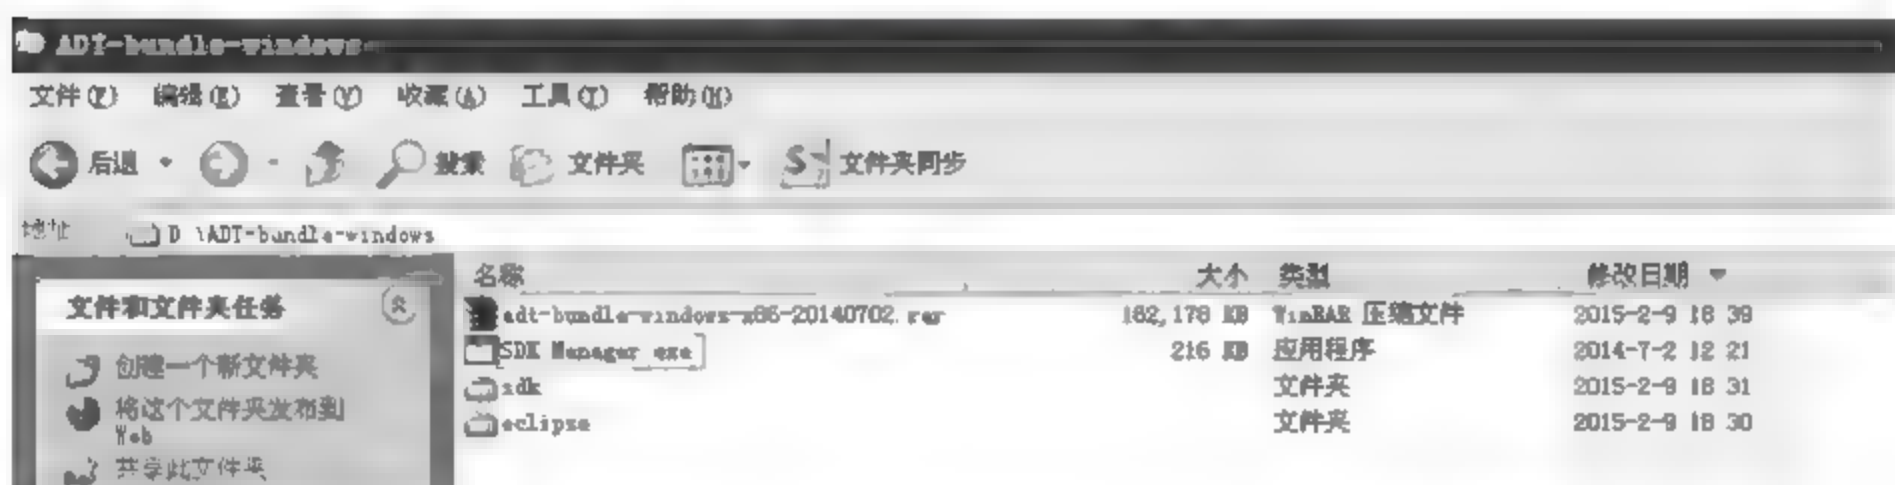 ADT-bundle-windows
文件(F) 编辑(E) 查看(V) 收藏(A) 工具(T) 帮助(H)
后退 搜索 文件夹 文件夹同步
地址 D:\ADT-bundle-windows
名称 大小 类型 修改日期
文件和文件夹任务
adt-bundle-windows-x86-20140702.rar 182,178 KB WinRAR 压缩文件 2015-2-9 18:39
SDK Manager.exe 216 KB 应用程序 2014-7-2 12:21
创建一个新文件夹
sdk 文件夹 2015-2-9 18:31
将这个文件夹发布到
Web
eclipse 文件夹 2015-2-9 18:30
共享此文件夹